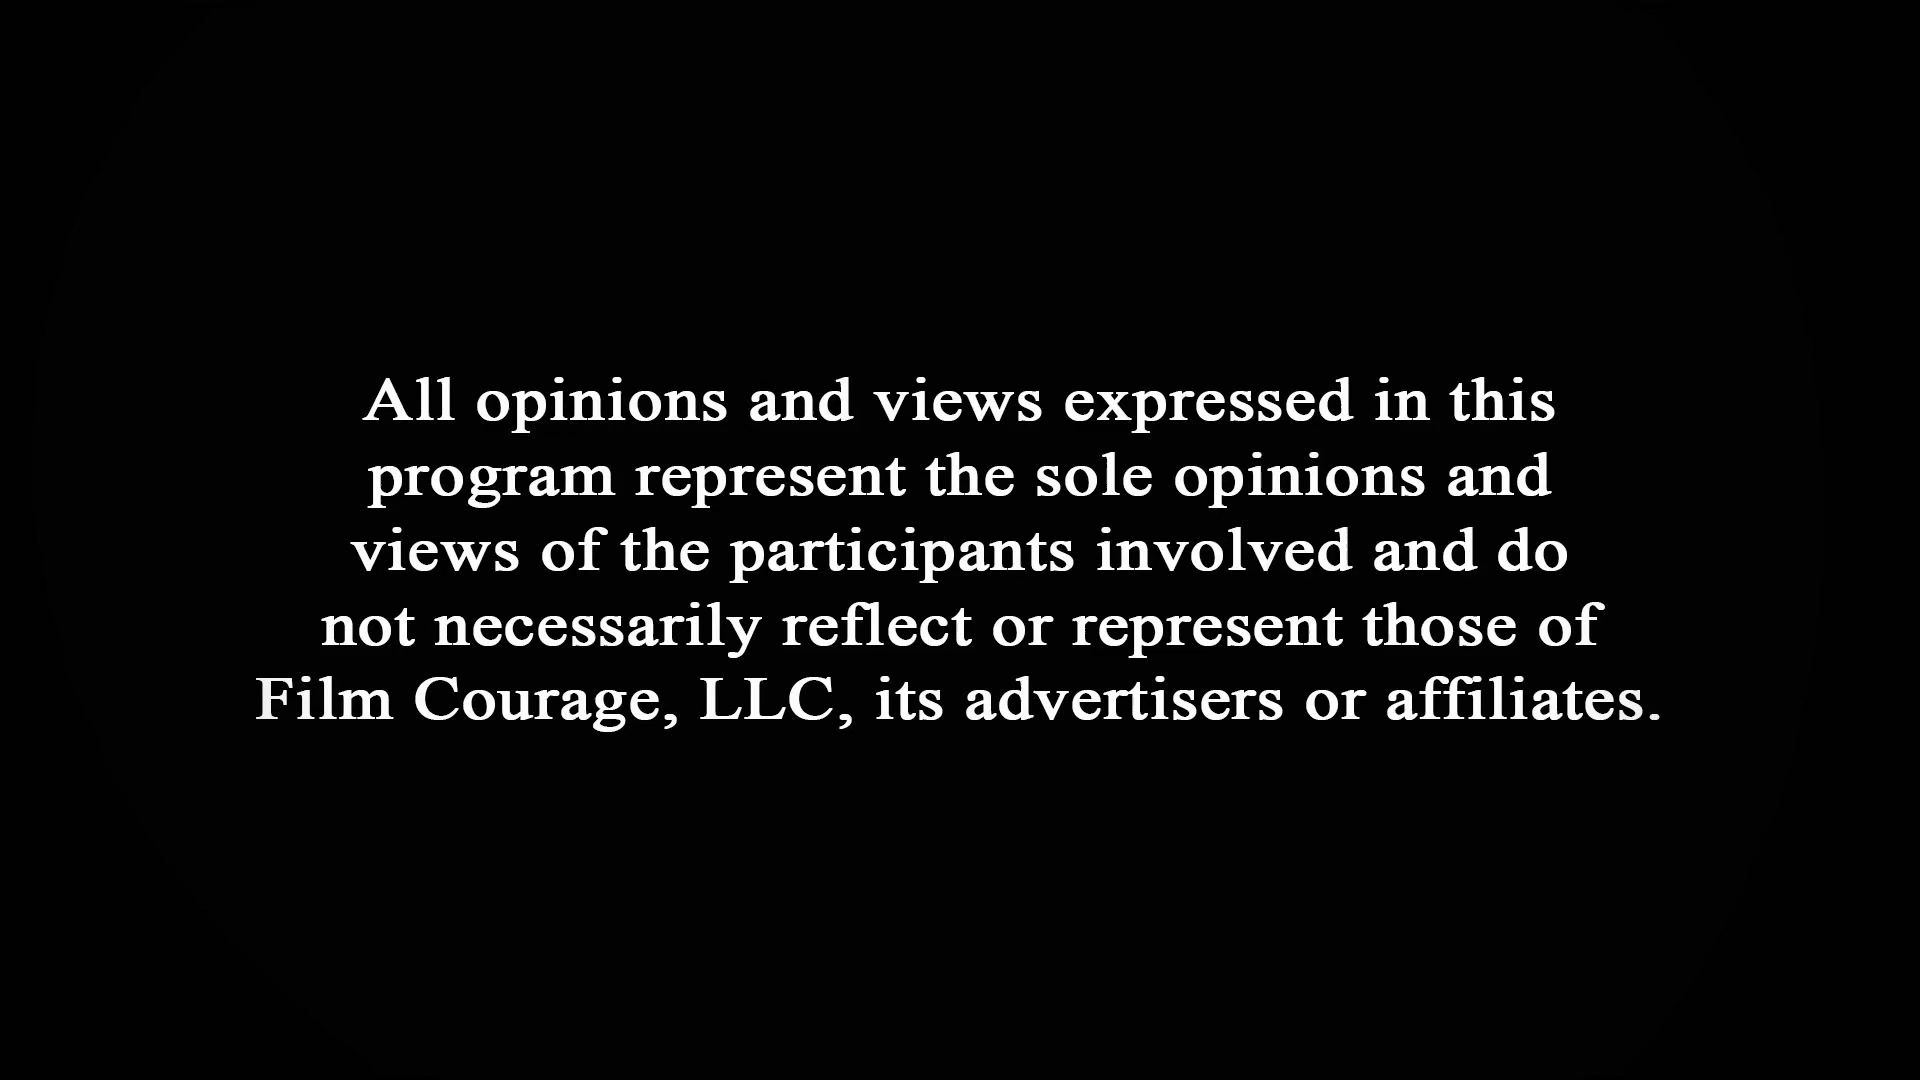 All opinions and views expressed in this
program represent the sole opinions and
views of the participants involved and do
not necessarily reflect or represent those of
Film Courage, LLC, its advertisers or affiliates.